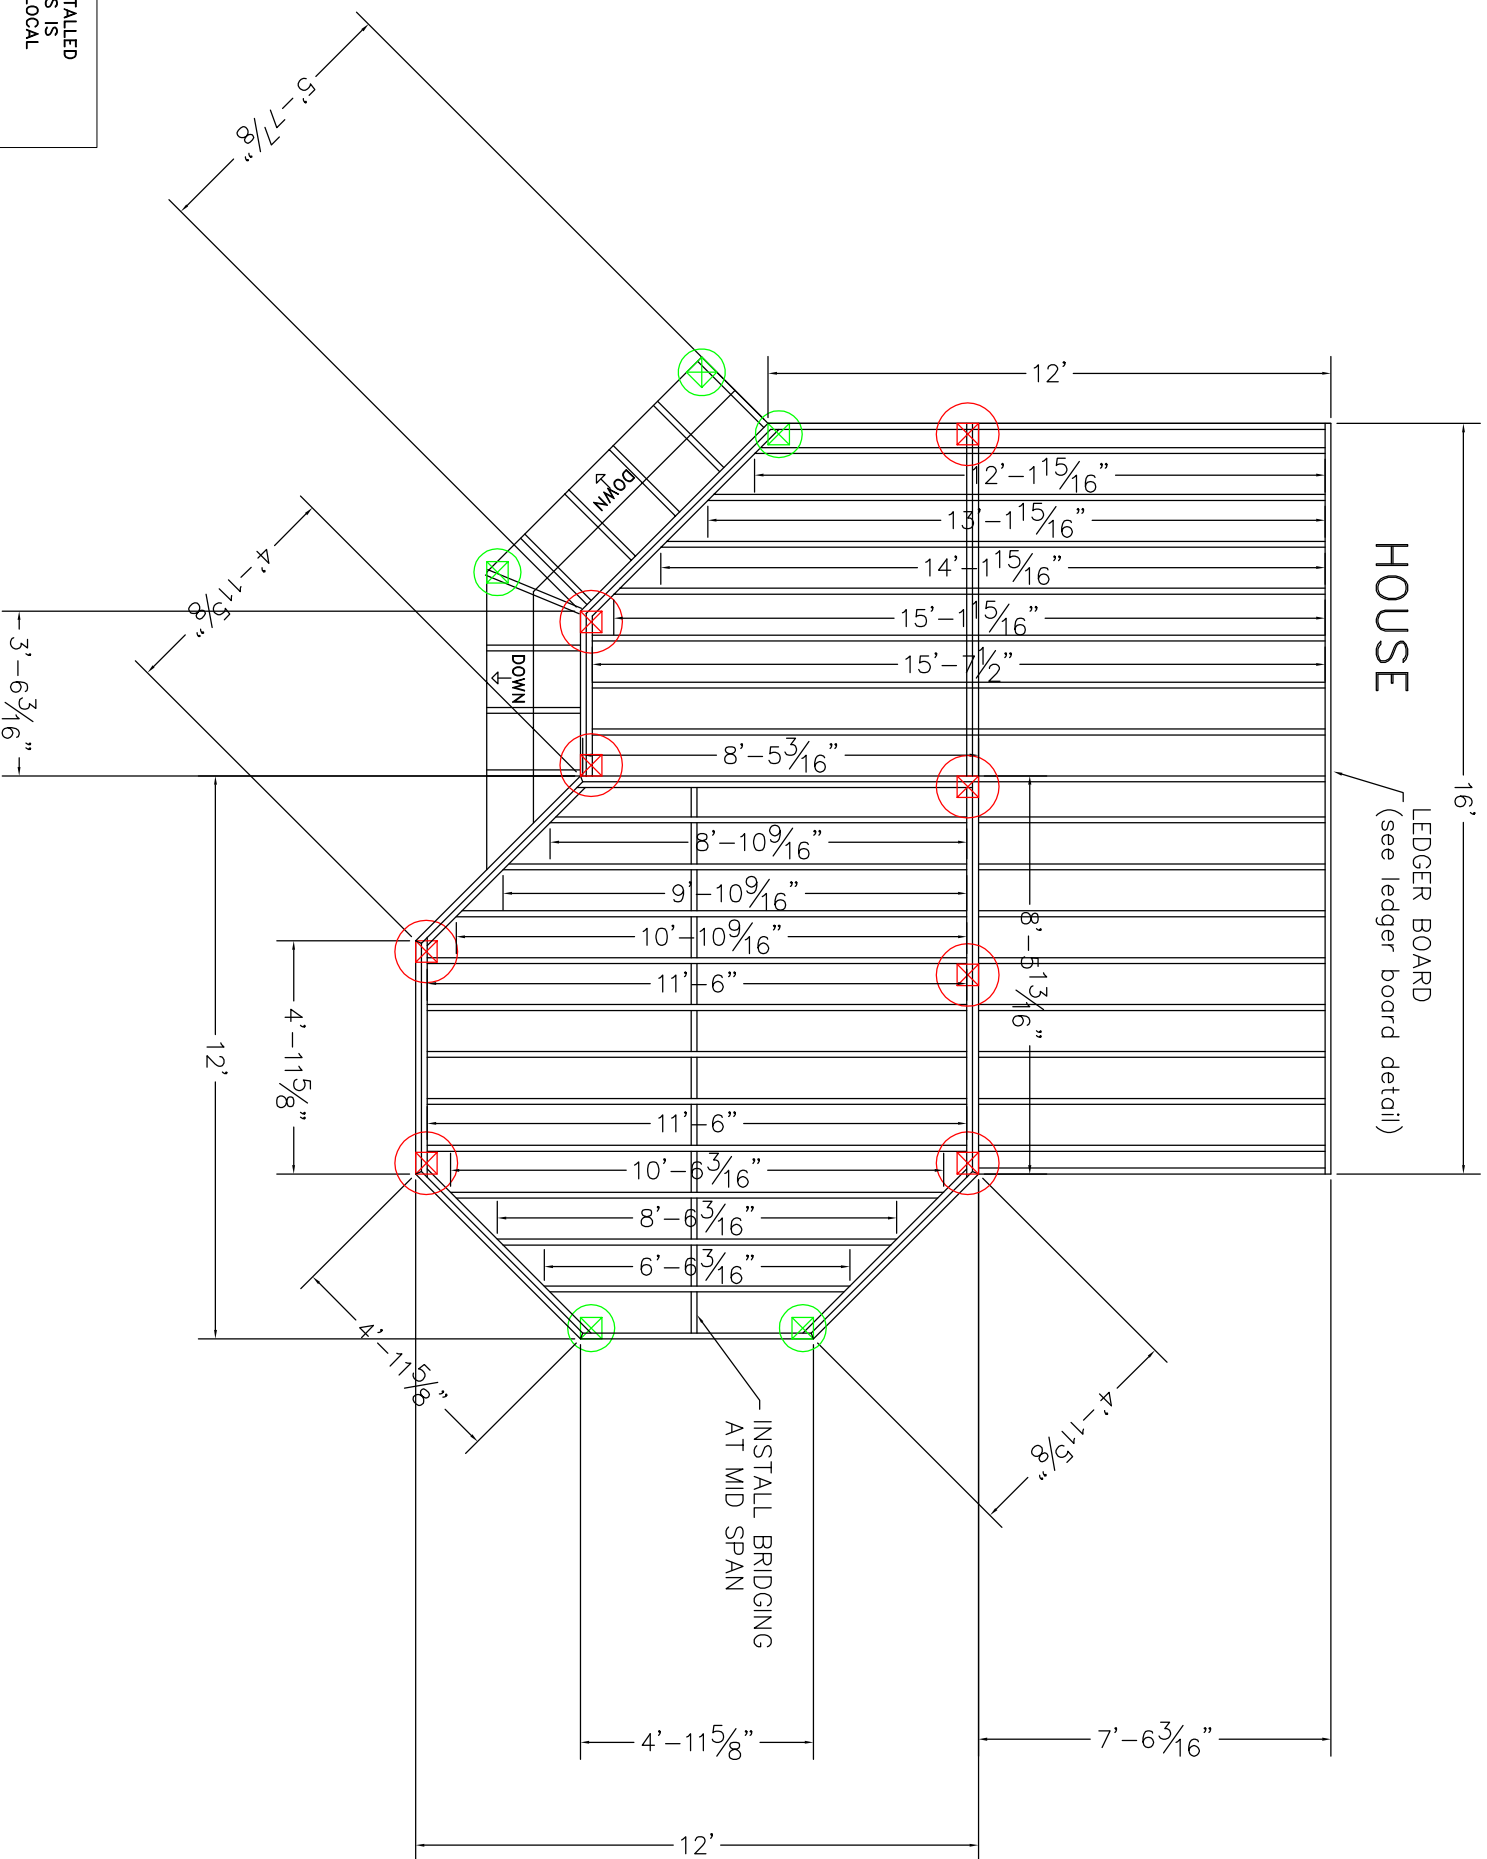 TALLED
S IS
LOCAL
5'-7 7/8"
12'
16'
HOUSE
LEDGER BOARD
(see ledger board detail)
12'-1 15/16"
13'-1 15/16"
14'-1 15/16"
15'-1 15/16"
15'-7 1/2"
DOWN
DOWN
4'-11 5/8"
3'-6 3/16"
8'-5 3/16"
8'-10 9/16"
9'-10 9/16"
10'-10 9/16"
11'-6"
8'-5 13/16"
12'
4'-11 5/8"
11'-6"
10'-6 3/16"
8'-6 3/16"
6'-6 3/16"
4'-11 5/8"
4'-11 5/8"
INSTALL BRIDGING
AT MID SPAN
4'-11 5/8"
7'-6 3/16"
12'